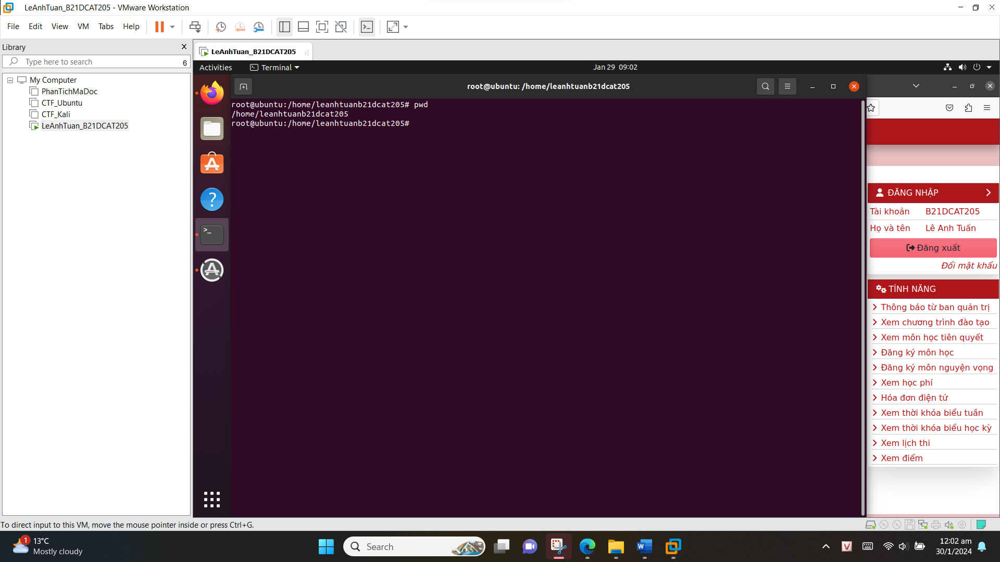 LeAnhTuan_B21DCAT205 - VMware Workstation
File Edit View VM Tabs Help
Library
Type here to search
6
My Computer
PhanTichMaDoc
CTF_Ubuntu
CTF_Kali
LeAnhTuan_B21DCAT205
LeAnhTuan_B21DCAT205
Activities Terminal Jan 29 09:02
root@ubuntu: /home/leanhtuanb21dcat205
root@ubuntu:/home/leanhtuanb21dcat205# pwd
/home/leanhtuanb21dcat205
root@ubuntu:/home/leanhtuanb21dcat205#
ĐĂNG NHẬP
Tài khoản B21DCAT205
Họ và tên Lê Anh Tuấn
Đăng xuất
Đổi mật khẩu
TÍNH NĂNG
Thông báo từ ban quản trị
Xem chương trình đào tạo
Xem môn học tiên quyết
Đăng ký môn học
Đăng ký môn nguyện vọng
Xem học phí
Hóa đơn điện tử
Xem thời khóa biểu tuần
Xem thời khóa biểu học kỳ
Xem lịch thi
Xem điểm
To direct input to this VM, move the mouse pointer inside or press Ctrl+G.
1
13°C
Mostly cloudy
Search
12:02 am
30/1/2024